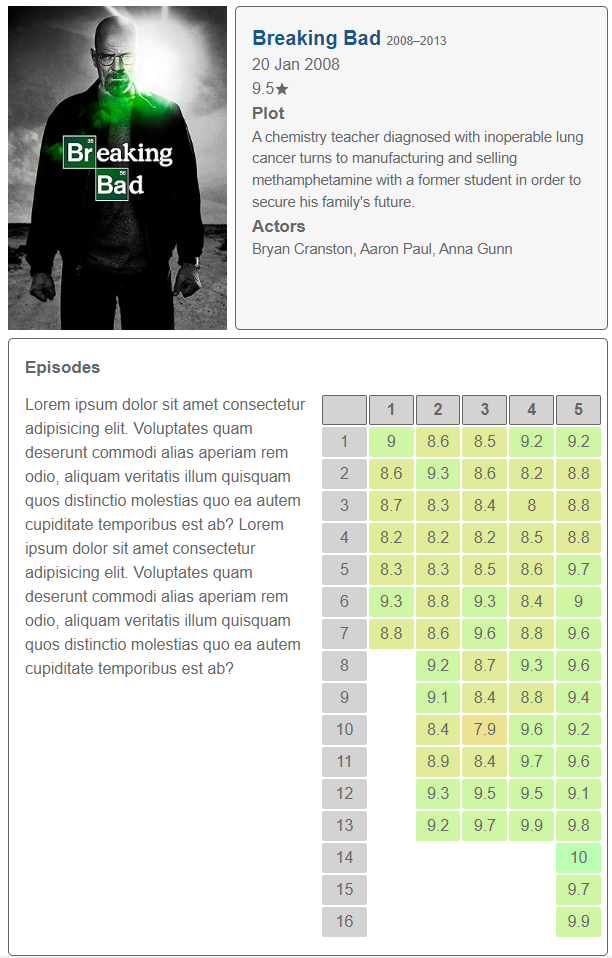 35
Breaking
56
Bad
Breaking Bad 2008–2013
20 Jan 2008
9.5★
Plot
A chemistry teacher diagnosed with inoperable lung
cancer turns to manufacturing and selling
methamphetamine with a former student in order to
secure his family's future.
Actors
Bryan Cranston, Aaron Paul, Anna Gunn
Episodes
Lorem ipsum dolor sit amet consectetur
adipisicing elit. Voluptates quam
deserunt commodi alias aperiam rem
odio, aliquam veritatis illum quisquam
quos distinctio molestias quo ea autem
cupiditate temporibus est ab? Lorem
ipsum dolor sit amet consectetur
adipisicing elit. Voluptates quam
deserunt commodi alias aperiam rem
odio, aliquam veritatis illum quisquam
quos distinctio molestias quo ea autem
cupiditate temporibus est ab?
1 2 3 4 5
1 9 8.6 8.5 9.2 9.2
2 8.6 9.3 8.6 8.2 8.8
3 8.7 8.3 8.4 8 8.8
4 8.2 8.2 8.2 8.5 8.8
5 8.3 8.3 8.5 8.6 9.7
6 9.3 8.8 9.3 8.4 9
7 8.8 8.6 9.6 8.8 9.6
8 9.2 8.7 9.3 9.6
9 9.1 8.4 8.8 9.4
10 8.4 7.9 9.6 9.2
11 8.9 8.4 9.7 9.6
12 9.3 9.5 9.5 9.1
13 9.2 9.7 9.9 9.8
14 10
15 9.7
16 9.9